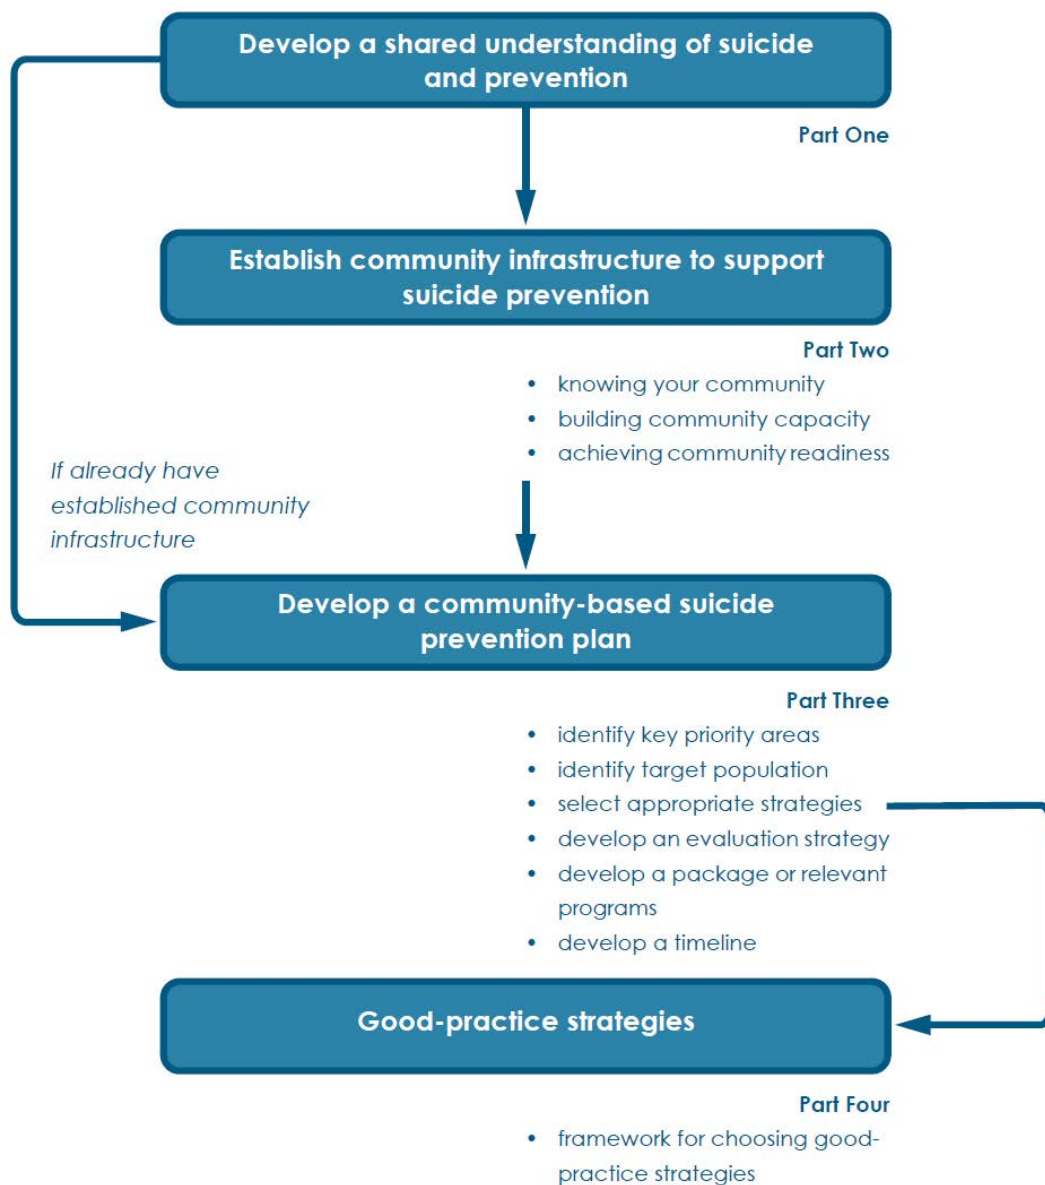 Develop a shared understanding of suicide
and prevention
Part One
Establish community infrastructure to support
suicide prevention
Part Two
• knowing your community
• building community capacity
• achieving community readiness
If already have
established community
infrastructure
Develop a community-based suicide
prevention plan
Part Three
• identify key priority areas
• identify target population
• select appropriate strategies
• develop an evaluation strategy
• develop a package or relevant
programs
• develop a timeline
Good-practice strategies
Part Four
• framework for choosing good-
practice strategies